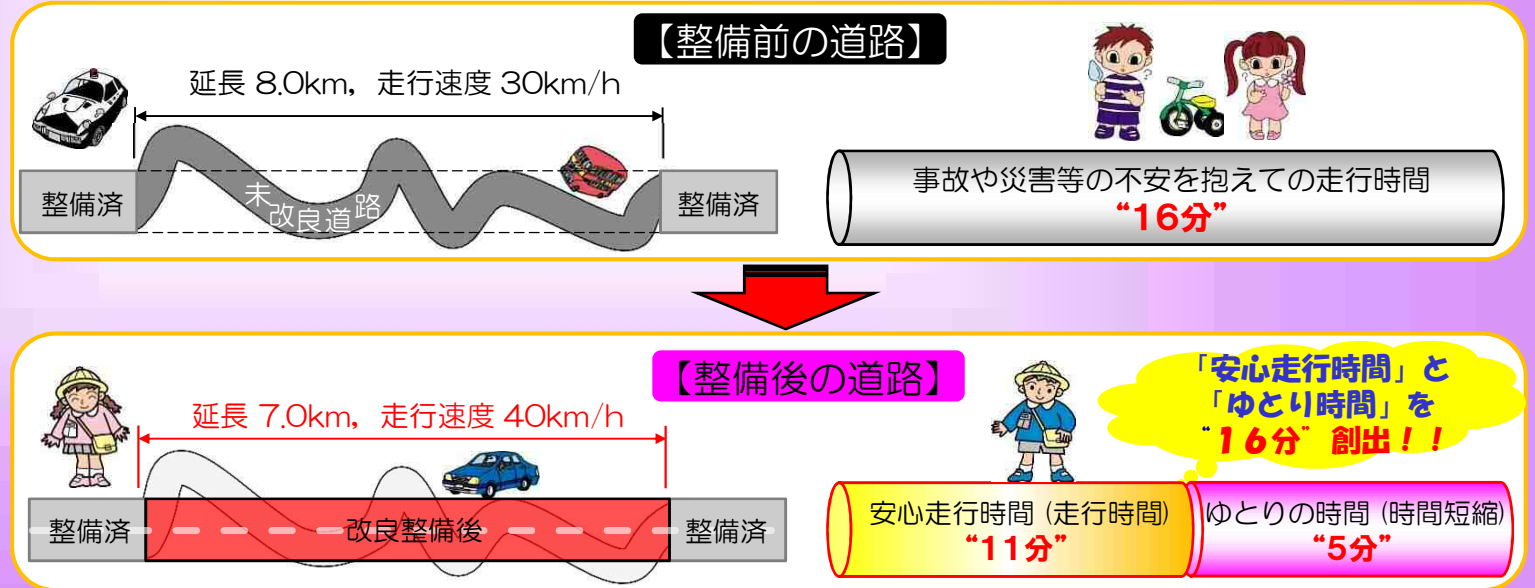 【整備前の道路】
延長 8.0km，走行速度 30km/h
整備済
未改良道路
整備済
事故や災害等の不安を抱えての走行時間
“16分”
【整備後の道路】
延長 7.0km，走行速度 40km/h
整備済
改良整備後
整備済
「安心走行時間」と
「ゆとり時間」を
“16分”創出！！
安心走行時間（走行時間）
“11分”
ゆとりの時間（時間短縮）
“5分”